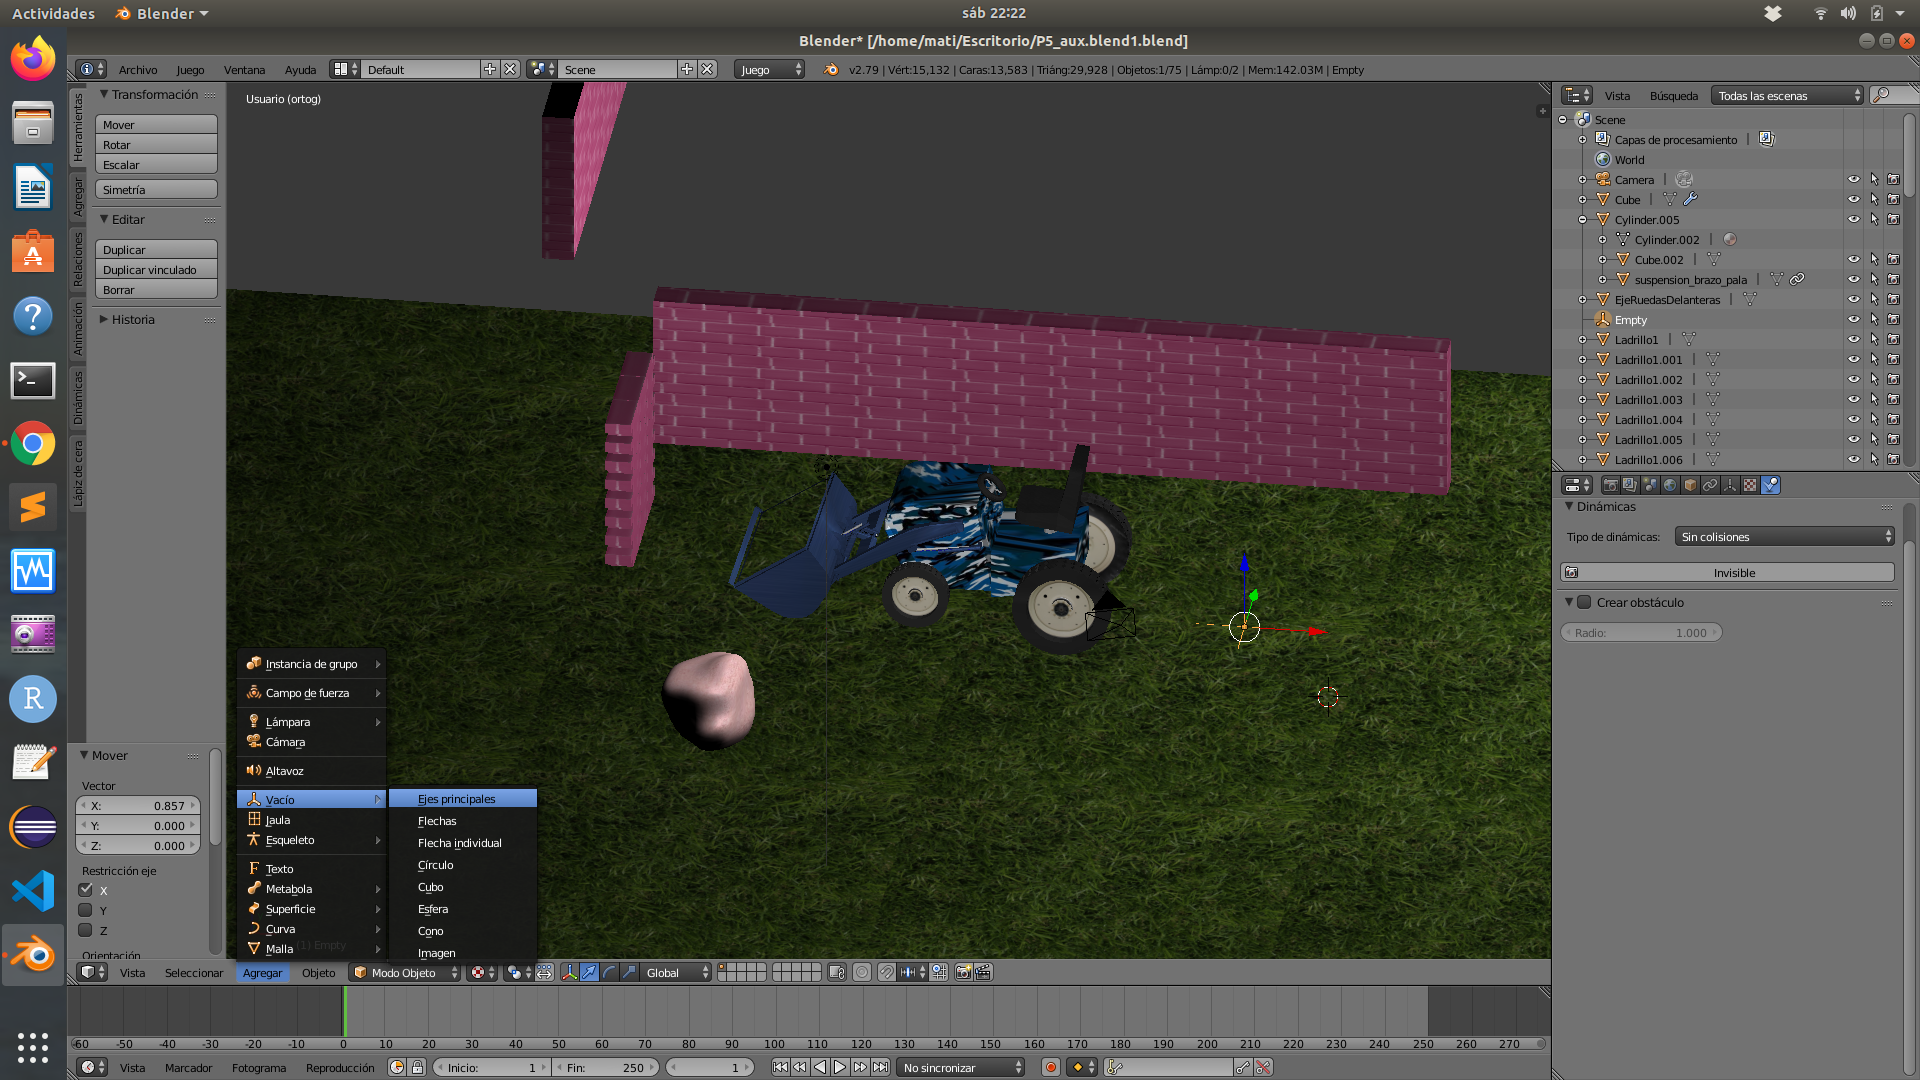 Actividades
Blender
sáb 22:22
Blender* [/home/mati/Escritorio/P5_aux.blend1.blend]
Archivo
Juego
Ventana
Ayuda
Default
Scene
Juego
v2.79 | Vért:15,132 | Caras:13,583 | Triáng:29,928 | Objetos:1/75 | Lámp:0/2 | Mem:142.03M | Empty
Herramientas
Agregar
Relaciones
Animación
Dinámicas
Lápiz de cera
Transformación
Mover
Rotar
Escalar
Simetría
Editar
Duplicar
Duplicar vinculado
Borrar
Historia
Usuario (ortog)
Mover
Vector
X: 0.857
Y: 0.000
Z: 0.000
Restricción eje
X
Y
Z
Orientación
Instancia de grupo
Campo de fuerza
Lámpara
Cámara
Altavoz
Vacío
Jaula
Esqueleto
Texto
Metabola
Superficie
Curva
Malla
(1) Empty
Ejes principales
Flechas
Flecha individual
Círculo
Cubo
Esfera
Cono
Imagen
Vista
Seleccionar
Agregar
Objeto
Modo Objeto
Global
Vista
Búsqueda
Todas las escenas
Scene
Capas de procesamiento
World
Camera
Cube
Cylinder.005
Cylinder.002
Cube.002
suspension_brazo_pala
EjeRuedasDelanteras
Empty
Ladrillo1
Ladrillo1.001
Ladrillo1.002
Ladrillo1.003
Ladrillo1.004
Ladrillo1.005
Ladrillo1.006
Dinámicas
Tipo de dinámicas: Sin colisiones
Invisible
Crear obstáculo
Radio: 1.000
-60 -50 -40 -30 -20 -10 0 10 20 30 40 50 60 70 80 90 100 110 120 130 140 150 160 170 180 190 200 210 220 230 240 250 260 270
Vista
Marcador
Fotograma
Reproducción
Inicio: 1
Fin: 250
1
No sincronizar